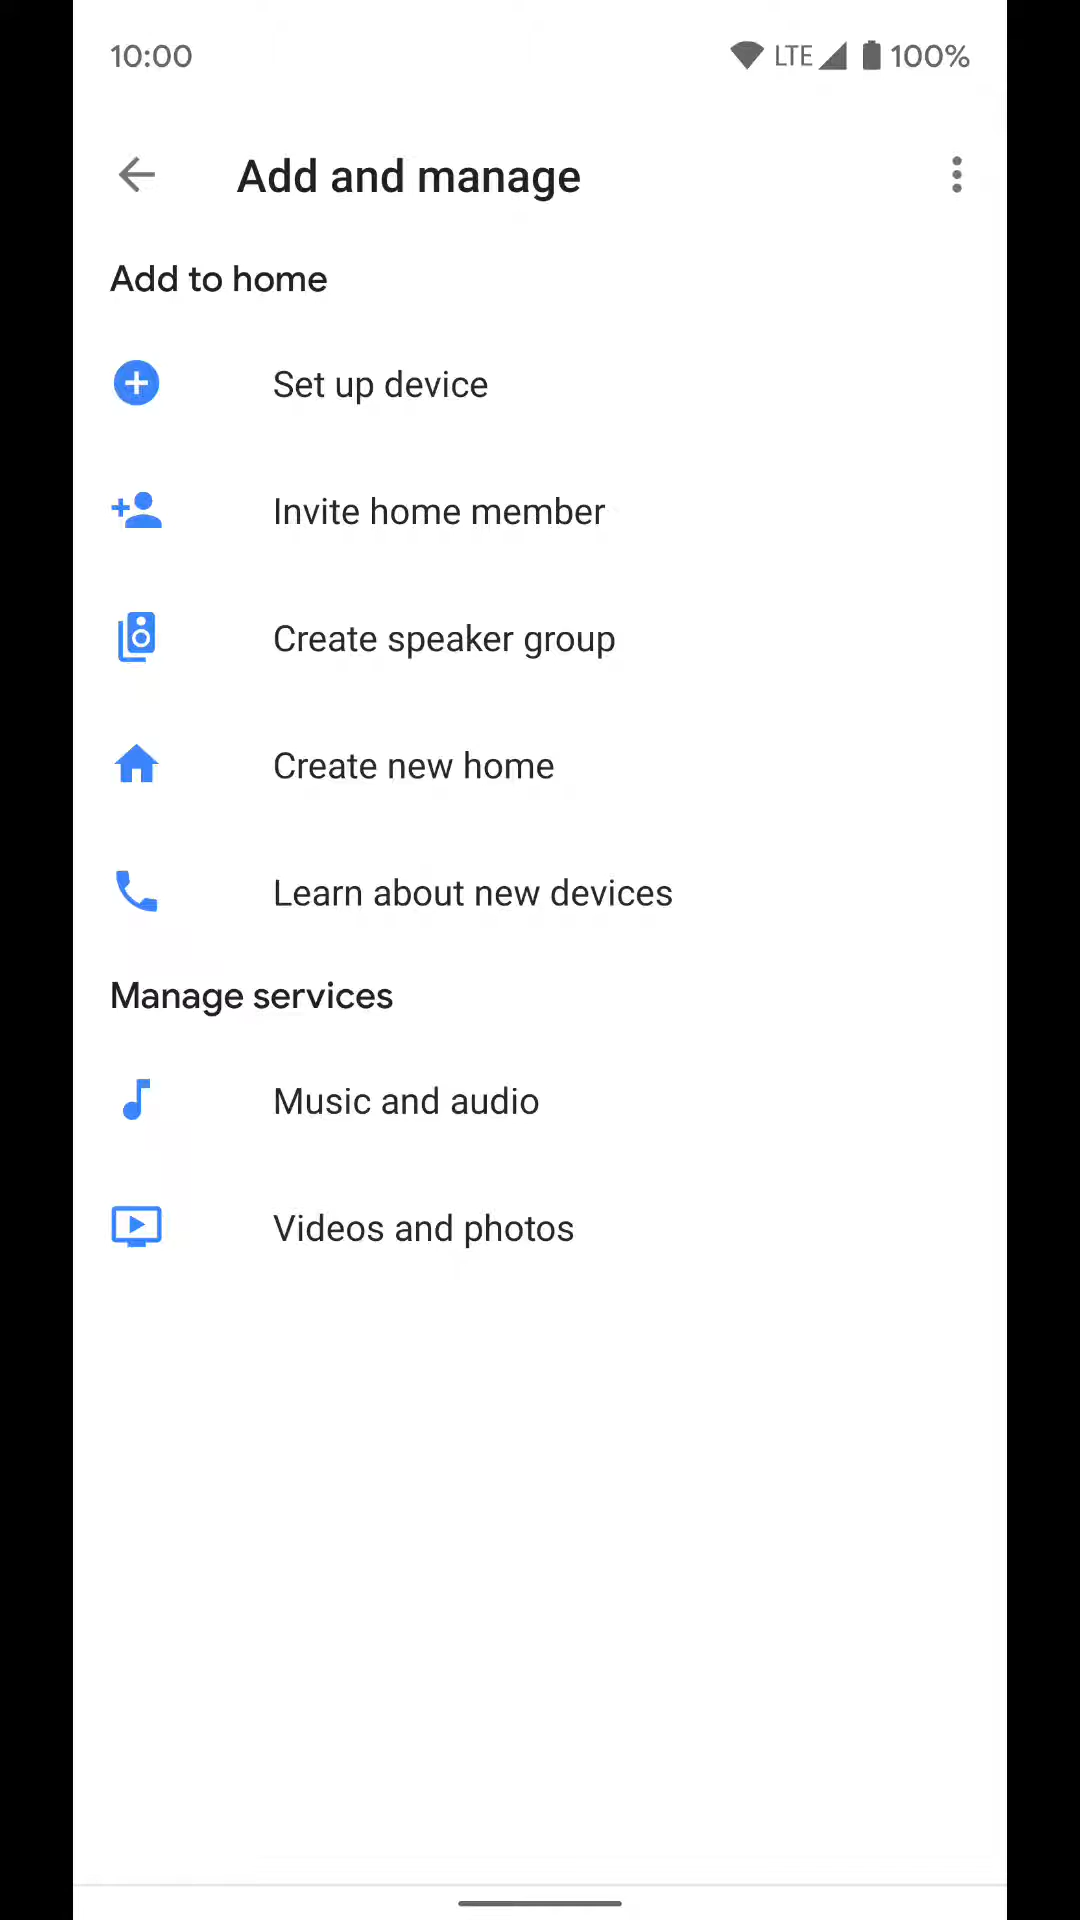 10:00 LTE 100%
Add and manage
Add to home
Set up device
Invite home member
Create speaker group
Create new home
Learn about new devices
Manage services
Music and audio
Videos and photos